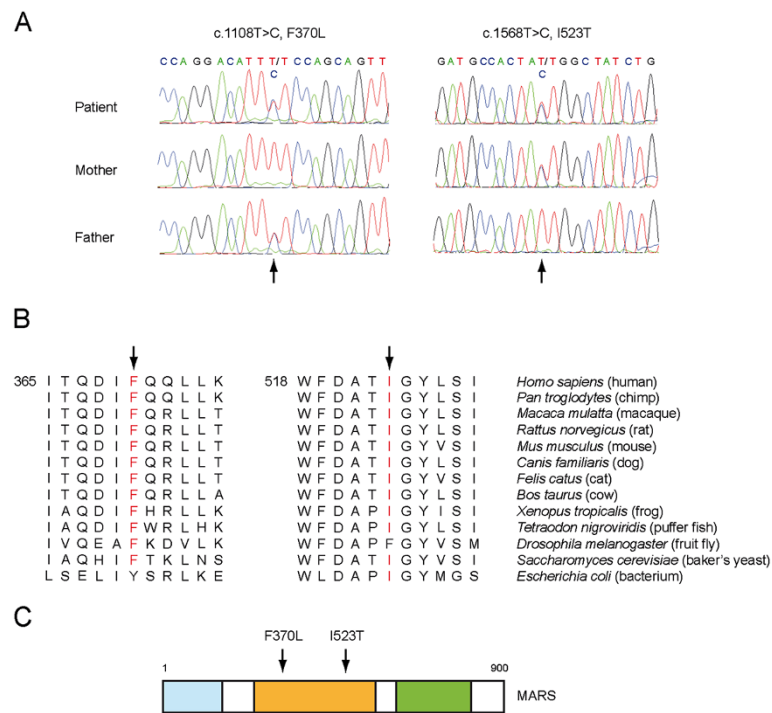 A
c.1108T>C, F370L
c.1568T>C, I523T
C C A G G A C A T T T/T C C A G C A G T T
C
G A T G C C A C T A T/T G G C T A T C T G
C
Patient
Mother
Father
B
365 I T Q D I F Q Q L L K 518 W F D A T I G Y L S I Homo sapiens (human)
I T Q D I F Q Q L L K W F D A T I G Y L S I Pan troglodytes (chimp)
I T Q D I F Q R L L T W F D A T I G Y L S I Macaca mulatta (macaque)
I T Q D I F Q R L L T W F D A T I G Y L S I Rattus norvegicus (rat)
I T Q D I F Q R L L T W F D A T I G Y V S I Mus musculus (mouse)
I T Q D I F Q R L L T W F D A T I G Y L S I Canis familiaris (dog)
I T Q D I F Q R L L T W F D A T I G Y V S I Felis catus (cat)
I T Q D I F Q R L L A W F D A T I G Y L S I Bos taurus (cow)
I A Q D I F H R L L K W F D A P I G Y I S I Xenopus tropicalis (frog)
I A Q D I F W R L H K W F D A P I G Y L S I Tetraodon nigroviridis (puffer fish)
I V Q E A F K D V L K W F D A P F G Y V S M Drosophila melanogaster (fruit fly)
I A Q H I F T K L N S W F D A P I G Y V S I Saccharomyces cerevisiae (baker's yeast)
L S E L I Y S R L K E W L D A P I G Y M G S Escherichia coli (bacterium)
C
F370L I523T
1 900
MARS